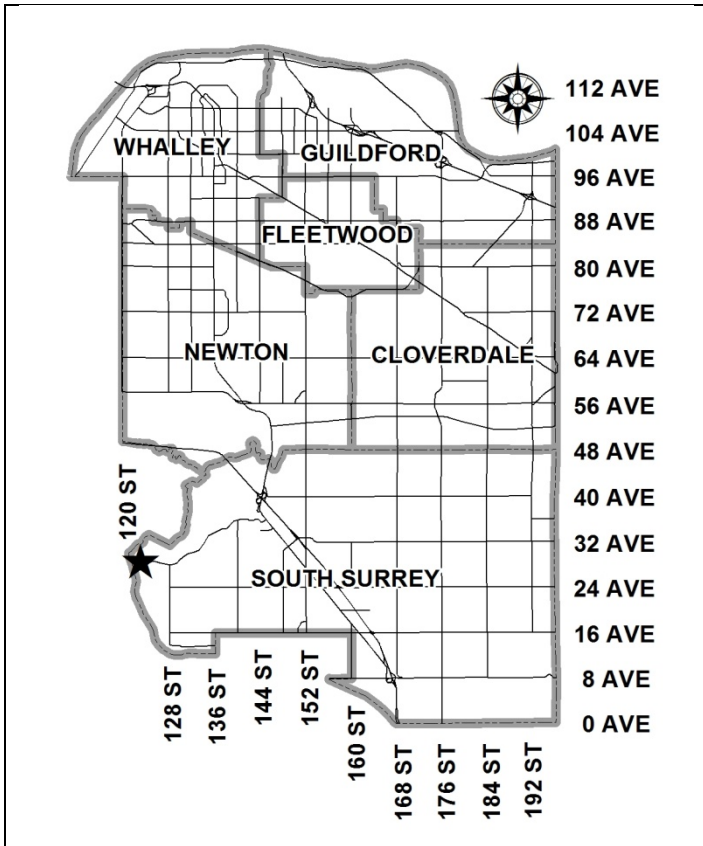 112 AVE
104 AVE
WHALLEY
GUILDFORD
96 AVE
88 AVE
FLEETWOOD
80 AVE
72 AVE
NEWTON
CLOVERDALE
64 AVE
56 AVE
48 AVE
40 AVE
120 ST
32 AVE
SOUTH SURREY
24 AVE
16 AVE
8 AVE
0 AVE
128 ST
136 ST
144 ST
152 ST
160 ST
168 ST
176 ST
184 ST
192 ST